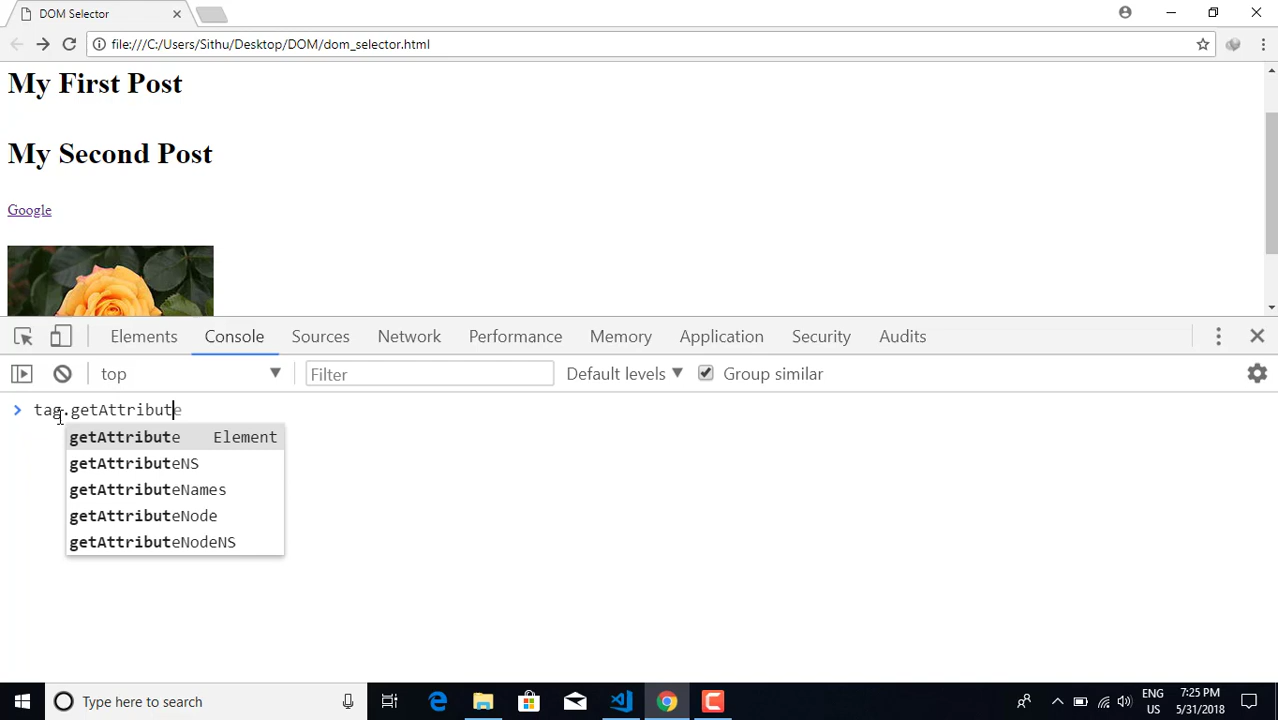 DOM Selector
file:///C:/Users/Sithu/Desktop/DOM/dom_selector.html
My First Post
My Second Post
Google
Elements Console Sources Network Performance Memory Application Security Audits
top Filter Default levels Group similar
tag.getAttribute
getAttribute Element
getAttributeNS
getAttributeNames
getAttributeNode
getAttributeNodeNS
Type here to search
ENG 7:25 PM
US 5/31/2018